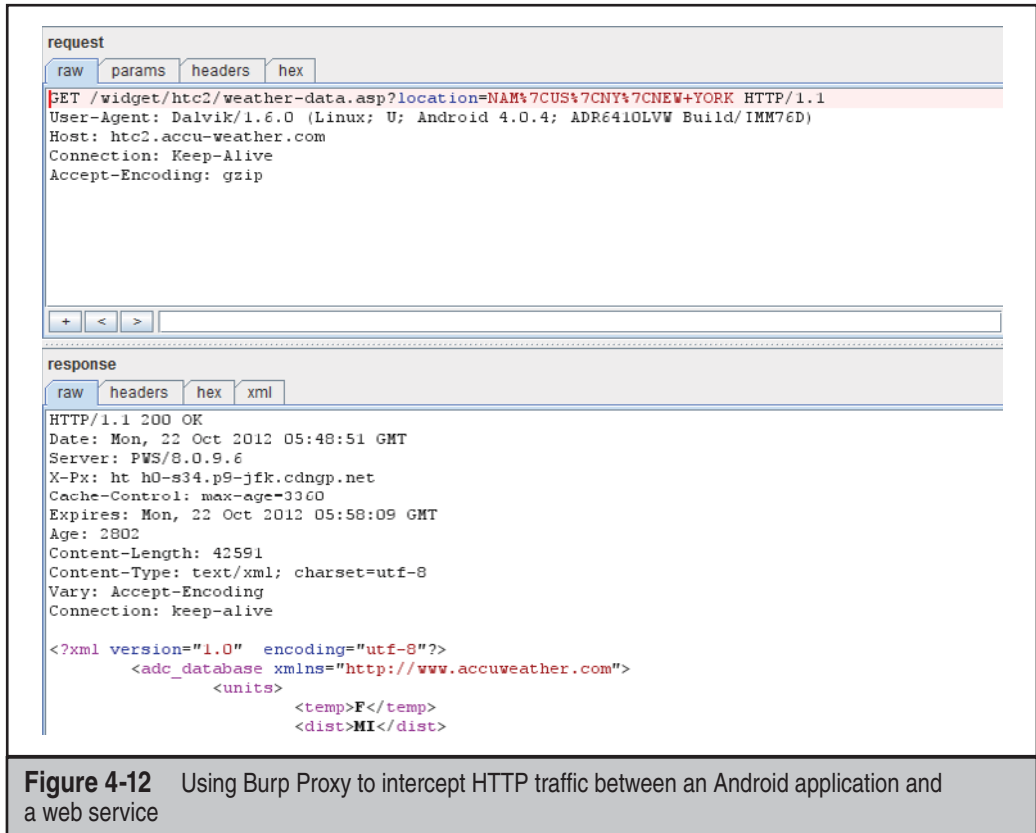 request
raw params headers hex
GET /widget/htc2/weather-data.asp?location=NAM%7CUS%7CNY%7CNEW+YORK HTTP/1.1
User-Agent: Dalvik/1.6.0 (Linux; U; Android 4.0.4; ADR6410LVW Build/IMM76D)
Host: htc2.accu-weather.com
Connection: Keep-Alive
Accept-Encoding: gzip
+ < >
response
raw headers hex xml
HTTP/1.1 200 OK
Date: Mon, 22 Oct 2012 05:48:51 GMT
Server: PWS/8.0.9.6
X-Px: ht h0-s34.p9-jfk.cdngp.net
Cache-Control: max-age=3360
Expires: Mon, 22 Oct 2012 05:58:09 GMT
Age: 2802
Content-Length: 42591
Content-Type: text/xml; charset=utf-8
Vary: Accept-Encoding
Connection: keep-alive
<?xml version="1.0" encoding="utf-8"?>
<adc_database xmlns="http://www.accuweather.com">
<units>
<temp>F</temp>
<dist>MI</dist>
Figure 4-12 Using Burp Proxy to intercept HTTP traffic between an Android application and
a web service